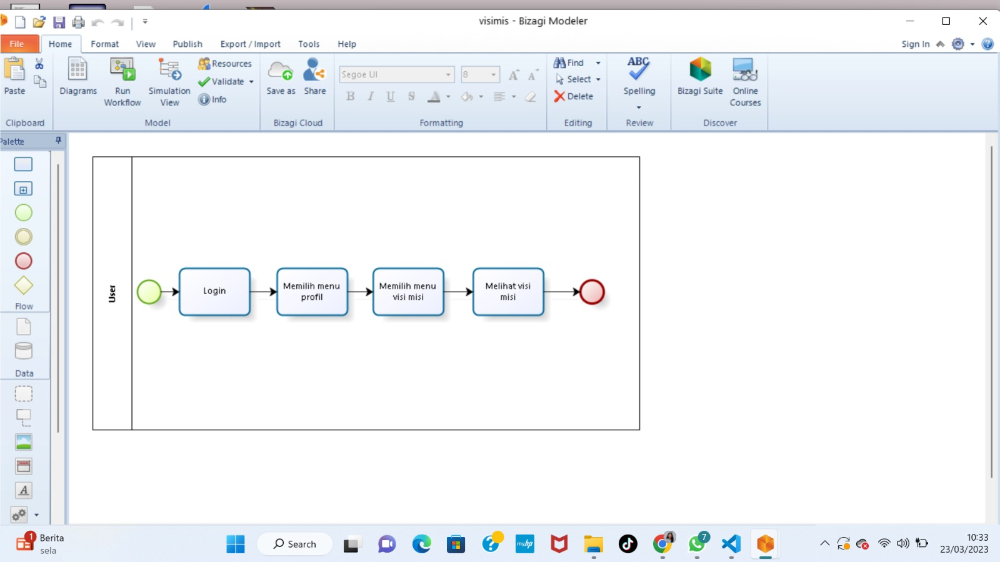 visimis - Bizagi Modeler
File Home Format View Publish Export / Import Tools Help Sign In
Paste
Clipboard
Diagrams
Run
Workflow
Simulation
View
Resources
Validate
Info
Model
Save as
Share
Bizagi Cloud
Segoe UI 8 A A
B I U S A
Formatting
Find
Select
Delete
Editing
ABC
Spelling
Review
Bizagi Suite
Online
Courses
Discover
Palette
Flow
Data
A
User
Login
Memilih menu
profil
Memilih menu
visi misi
Melihat visi
misi
1
Berita
sela
Search
myhp
7
10:33
23/03/2023